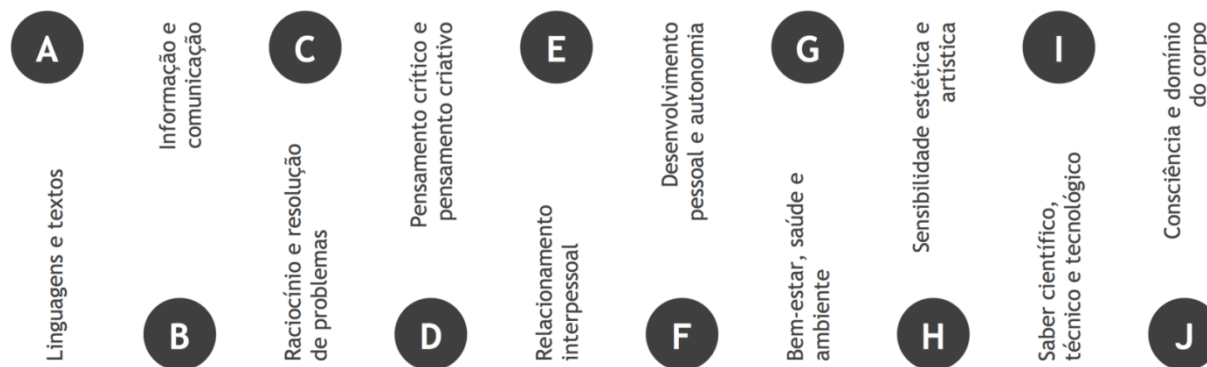 A
Linguagens e textos
B
Informação e
comunicação
C
Raciocínio e resolução
de problemas
D
Pensamento crítico e
pensamento criativo
E
Relacionamento
interpessoal
F
Desenvolvimento
pessoal e autonomia
G
Bem-estar, saúde e
ambiente
H
Sensibilidade estética e
artística
I
Saber científico,
técnico e tecnológico
J
Consciência e domínio
do corpo